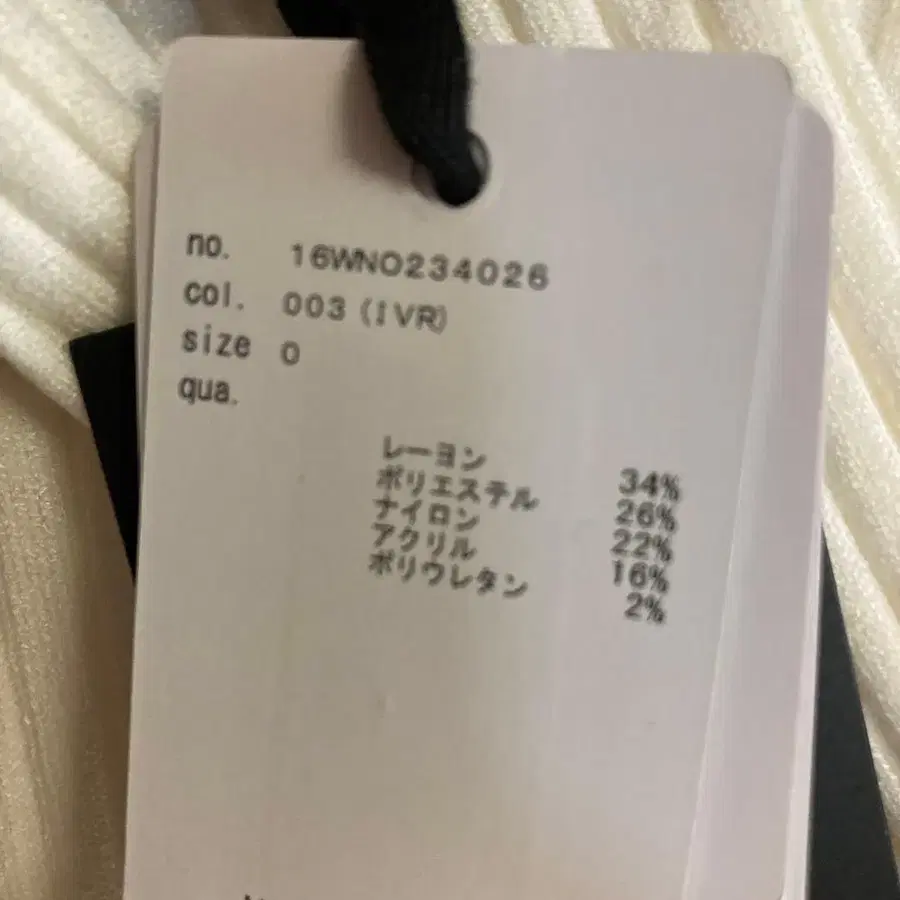 no. 16WNO234026
col. 003 (IVR)
size 0
qua.
レーヨン 34%
ポリエステル 26%
ナイロン 22%
アクリル 16%
ポリウレタン 2%